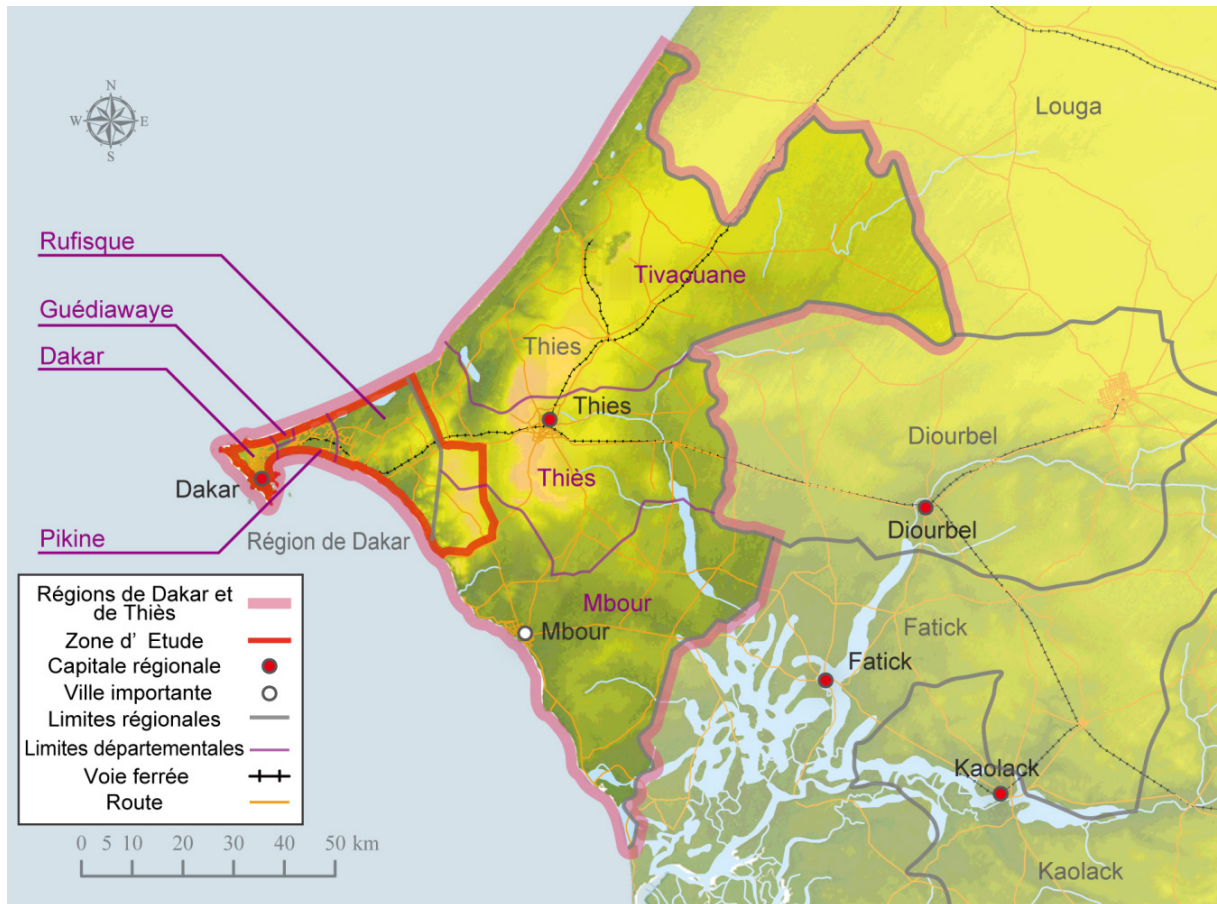 N
W E
S
Louga
Rufisque
Tivaouane
Guédiawaye
Thies
Dakar
Thies
Diourbel
Thiès
Dakar
Diourbel
Pikine
Région de Dakar
Régions de Dakar et
de Thiès
Zone d' Etude
Capitale régionale
Ville importante
Limites régionales
Limites départementales
Voie ferrée
Route
Mbour
Mbour
Fatick
Fatick
Kaolack
Kaolack
0 5 10 20 30 40 50 km